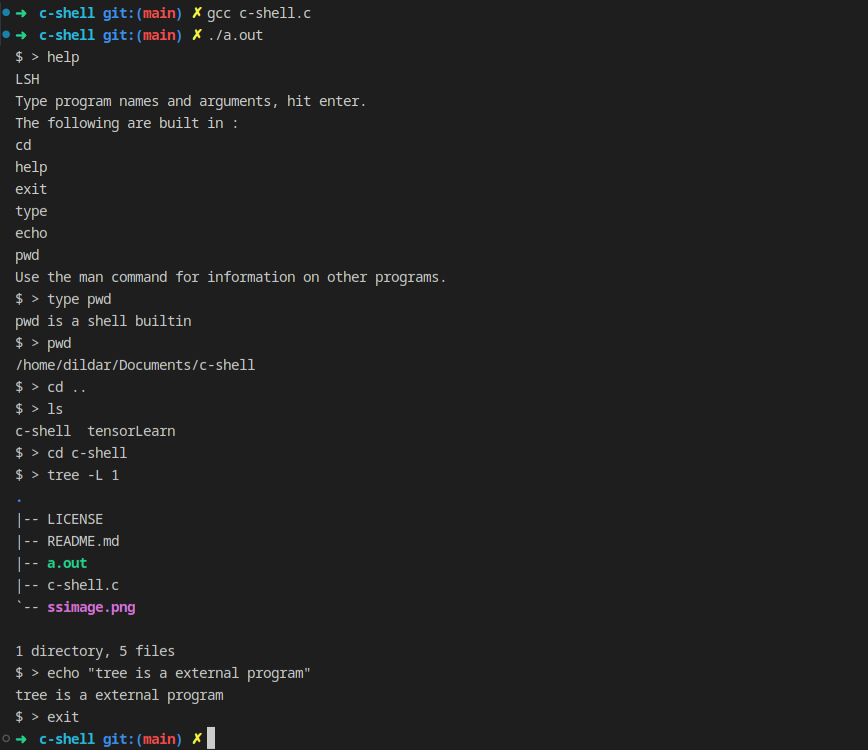 ➜  c-shell git:(main) ✗ gcc c-shell.c
➜  c-shell git:(main) ✗ ./a.out
$ > help
LSH
Type program names and arguments, hit enter.
The following are built in :
cd
help
exit
type
echo
pwd
Use the man command for information on other programs.
$ > type pwd
pwd is a shell builtin
$ > pwd
/home/dildar/Documents/c-shell
$ > cd ..
$ > ls
c-shell  tensorLearn
$ > cd c-shell
$ > tree -L 1
.
|-- LICENSE
|-- README.md
|-- a.out
|-- c-shell.c
`-- ssimage.png

1 directory, 5 files
$ > echo "tree is a external program"
tree is a external program
$ > exit
➜  c-shell git:(main) ✗